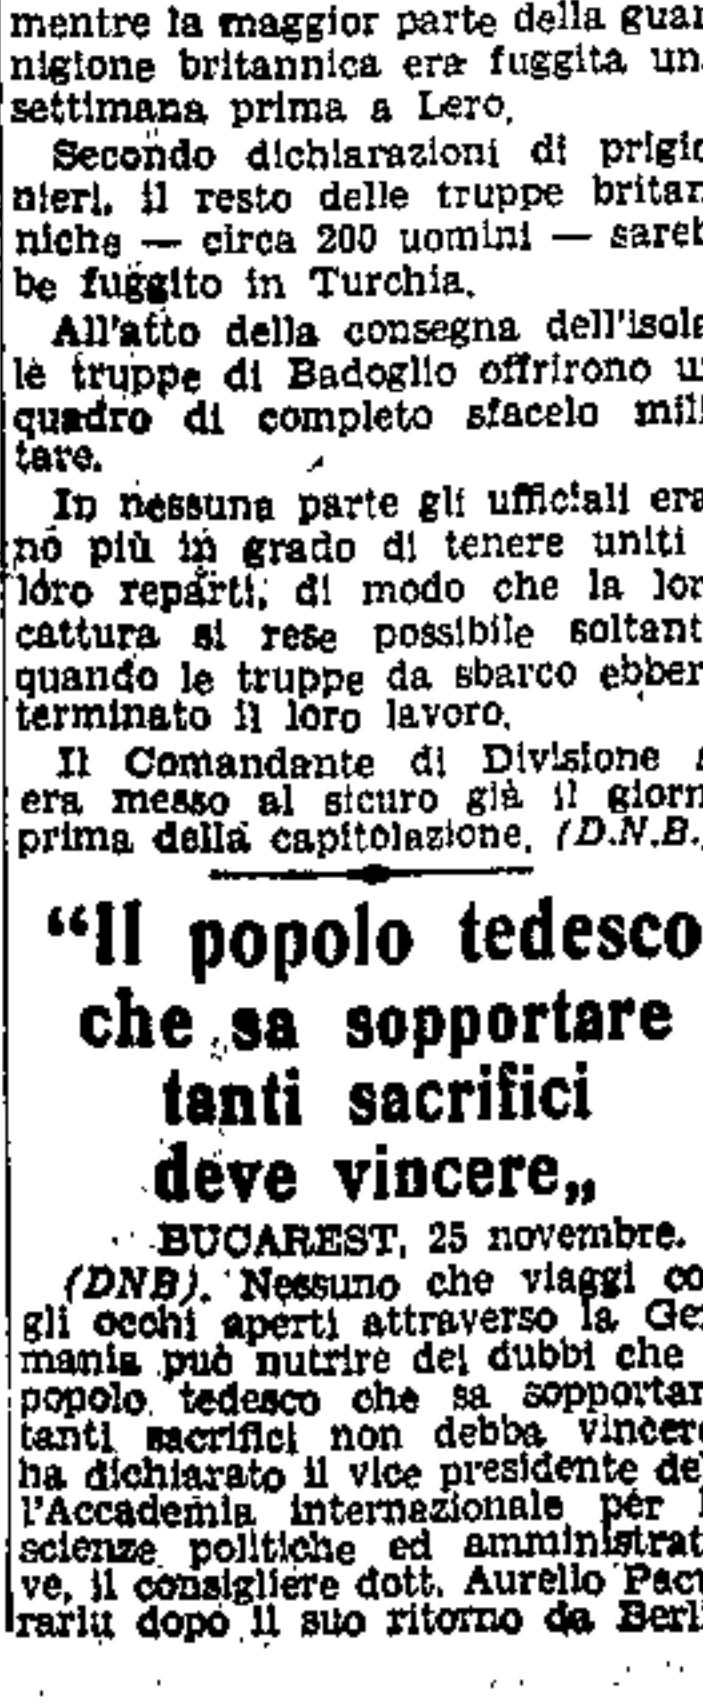 mentre la maggior parte della guar
nigione britannica era fuggita un
settimana prima a Lero.
Secondo dichiarazioni di prigio
nieri, il resto delle truppe britan
niche — circa 200 uomini — sareb
be fuggito in Turchia.
All'atto della consegna dell'isola
le truppe di Badoglio offrirono u
quadro di completo sfacelo mili
tare.
In nessuna parte gli ufficiali era
no più in grado di tenere uniti
loro reparti, di modo che la lor
cattura si rese possibile soltant
quando le truppe da sbarco ebber
terminato il loro lavoro.
Il Comandante di Divisione s
era messo al sicuro già il giorn
prima della capitolazione. (D.N.B.)
“Il popolo tedesco
che sa sopportare
tanti sacrifici
deve vincere„
BUCAREST, 25 novembre.
(DNB). Nessuno che viaggi co
gli occhi aperti attraverso la Ger
mania può nutrire dei dubbi che
popolo tedesco che sa sopportar
tanti sacrifici non debba vincere
ha dichiarato il vice presidente del
l'Accademia internazionale per l
scienze politiche ed amministrati
ve, il consigliere dott. Aurelio Pacu
rariu dopo il suo ritorno da Berli